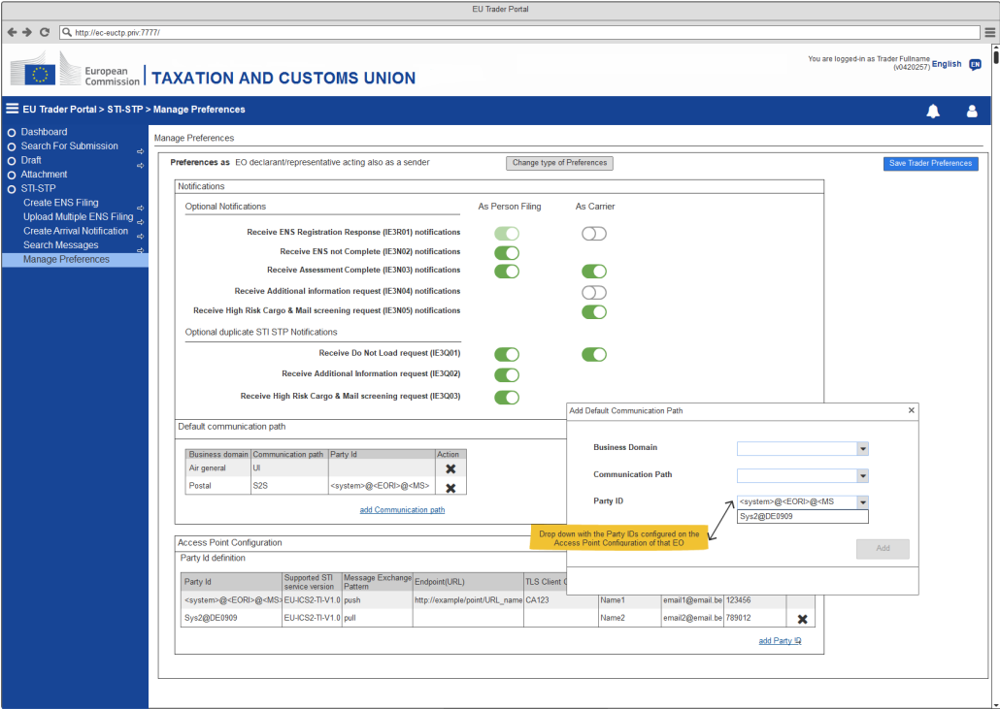 EU Trader Portal
http://ec-euctp.priv:7777/
European
Commission
TAXATION AND CUSTOMS UNION
You are logged-in as Trader Fullname
(v0420257)
English EN
EU Trader Portal > STI-STP > Manage Preferences
Dashboard
Search For Submission
Draft
Attachment
STI-STP
Create ENS Filing
Upload Multiple ENS Filing
Create Arrival Notification
Search Messages
Manage Preferences
Manage Preferences
Preferences as EO declarant/representative acting also as a sender
Change type of Preferences
Save Trader Preferences
Notifications
Optional Notifications As Person Filing As Carrier
Receive ENS Registration Response (IE3R01) notifications
Receive ENS not Complete (IE3N02) notifications
Receive Assessment Complete (IE3N03) notifications
Receive Additional information request (IE3N04) notifications
Receive High Risk Cargo & Mail screening request (IE3N05) notifications
Optional duplicate STI STP Notifications
Receive Do Not Load request (IE3Q01)
Receive Additional Information request (IE3Q02)
Receive High Risk Cargo & Mail screening request (IE3Q03)
Default communication path
Business domain Communication path Party Id Action
Air general UI
Postal S2S <system>@<EORI>@<MS>
add Communication path
Add Default Communication Path
Business Domain
Communication Path
Party ID <system>@<EORI>@<MS
Sys2@DE0909
Drop down with the Party IDs configured on the
Access Point Configuration of that EO
Add
Access Point Configuration
Party Id definition
Party Id Supported STI service version Message Exchange Pattern Endpoint(URL) TLS Client
<system>@<EORI>@<MS> EU-ICS2-TI-V1.0 push http://example/point/URL_name CA123 Name1 email1@email.be 123456
Sys2@DE0909 EU-ICS2-TI-V1.0 pull Name2 email2@email.be 789012
add Party ID